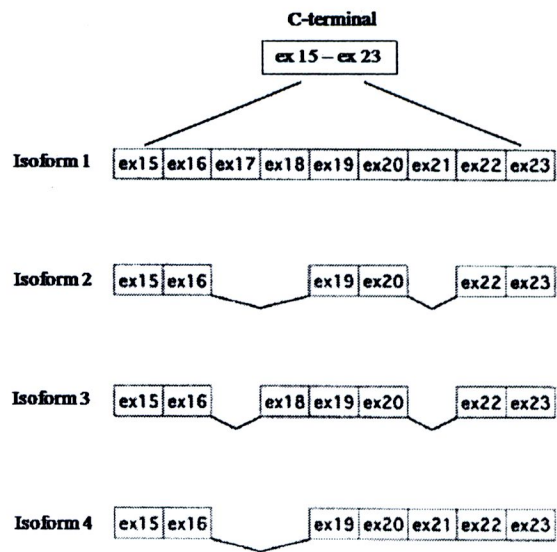 C-terminal
ex 15 – ex 23
Isoform 1 ex15 ex16 ex17 ex18 ex19 ex20 ex21 ex22 ex23
Isoform 2 ex15 ex16 ex19 ex20 ex22 ex23
Isoform 3 ex15 ex16 ex18 ex19 ex20 ex22 ex23
Isoform 4 ex15 ex16 ex19 ex20 ex21 ex22 ex23